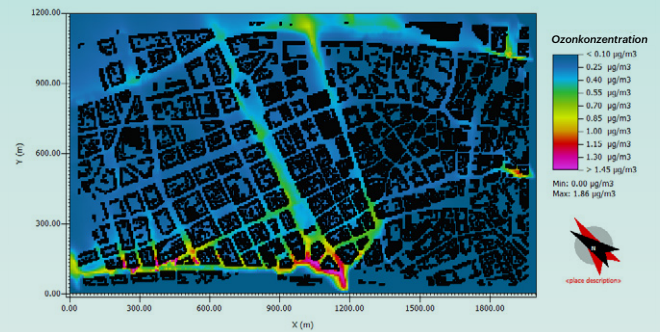 Ozonkonzentration
1200.00
900.00
600.00
300.00
0.00
Y (m)
0.00 300.00 600.00 900.00 1200.00 1500.00 1800.00
X (m)
< 0.10 µg/m3
0.25 µg/m3
0.40 µg/m3
0.55 µg/m3
0.70 µg/m3
0.85 µg/m3
1.00 µg/m3
1.15 µg/m3
1.30 µg/m3
> 1.45 µg/m3
Min: 0.00 µg/m3
Max: 1.86 µg/m3
<place description>